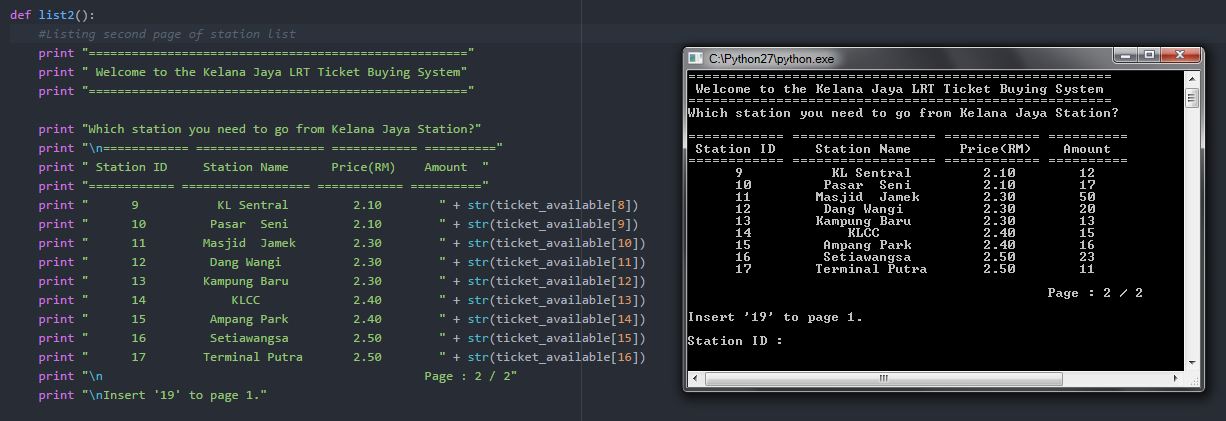 def list2():
    #Listing second page of station list
    print "====================================================="
    print " Welcome to the Kelana Jaya LRT Ticket Buying System"
    print "====================================================="
    print "Which station you need to go from Kelana Jaya Station?"
    print "\n============ ================== ============ =========="
    print " Station ID     Station Name      Price(RM)    Amount  "
    print "============ ================== ============ =========="
    print "      9           KL Sentral         2.10        " + str(ticket_available[8])
    print "      10         Pasar  Seni         2.10        " + str(ticket_available[9])
    print "      11        Masjid  Jamek        2.30        " + str(ticket_available[10])
    print "      12         Dang Wangi          2.30        " + str(ticket_available[11])
    print "      13        Kampung Baru         2.30        " + str(ticket_available[12])
    print "      14            KLCC             2.40        " + str(ticket_available[13])
    print "      15         Ampang Park         2.40        " + str(ticket_available[14])
    print "      16         Setiawangsa         2.50        " + str(ticket_available[15])
    print "      17        Terminal Putra       2.50        " + str(ticket_available[16])
    print "\n                                             Page : 2 / 2"
    print "\nInsert '19' to page 1."
C:\Python27\python.exe
=====================================================
 Welcome to the Kelana Jaya LRT Ticket Buying System
=====================================================
Which station you need to go from Kelana Jaya Station?
============ ================== ============ ==========
 Station ID     Station Name      Price(RM)    Amount
============ ================== ============ ==========
      9           KL Sentral         2.10        12
      10         Pasar  Seni         2.10        17
      11        Masjid  Jamek        2.30        50
      12         Dang Wangi          2.30        20
      13        Kampung Baru         2.30        13
      14            KLCC             2.40        15
      15         Ampang Park         2.40        16
      16         Setiawangsa         2.50        23
      17        Terminal Putra       2.50        11
                                             Page : 2 / 2
Insert '19' to page 1.
Station ID :